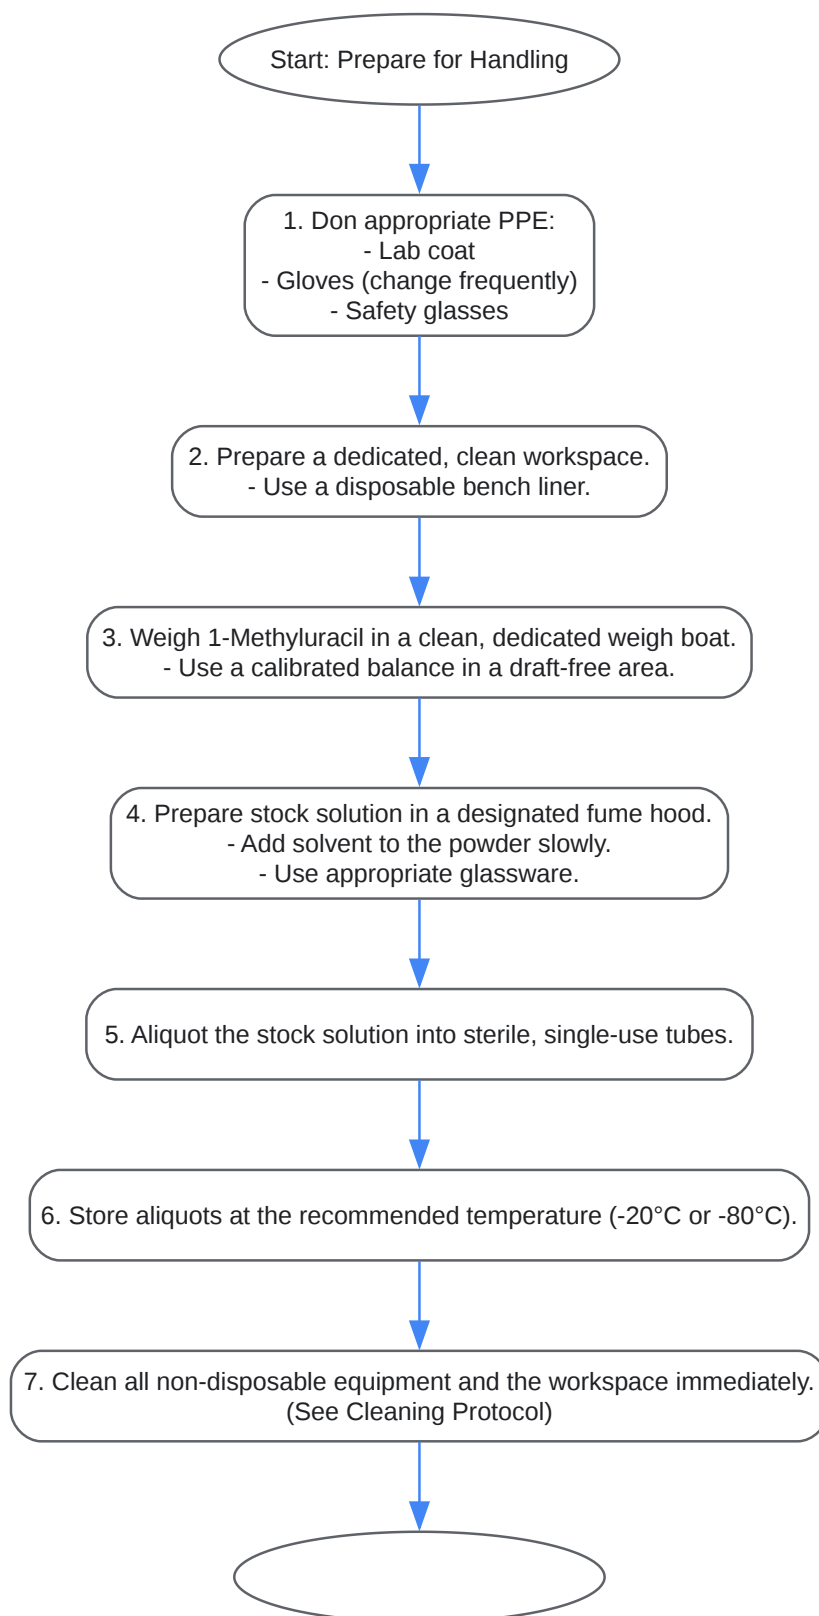 Start: Prepare for Handling
1. Don appropriate PPE:
- Lab coat
- Gloves (change frequently)
- Safety glasses
2. Prepare a dedicated, clean workspace.
- Use a disposable bench liner.
3. Weigh 1-Methyluracil in a clean, dedicated weigh boat.
- Use a calibrated balance in a draft-free area.
4. Prepare stock solution in a designated fume hood.
- Add solvent to the powder slowly.
- Use appropriate glassware.
5. Aliquot the stock solution into sterile, single-use tubes.
6. Store aliquots at the recommended temperature (-20°C or -80°C).
7. Clean all non-disposable equipment and the workspace immediately.
(See Cleaning Protocol)